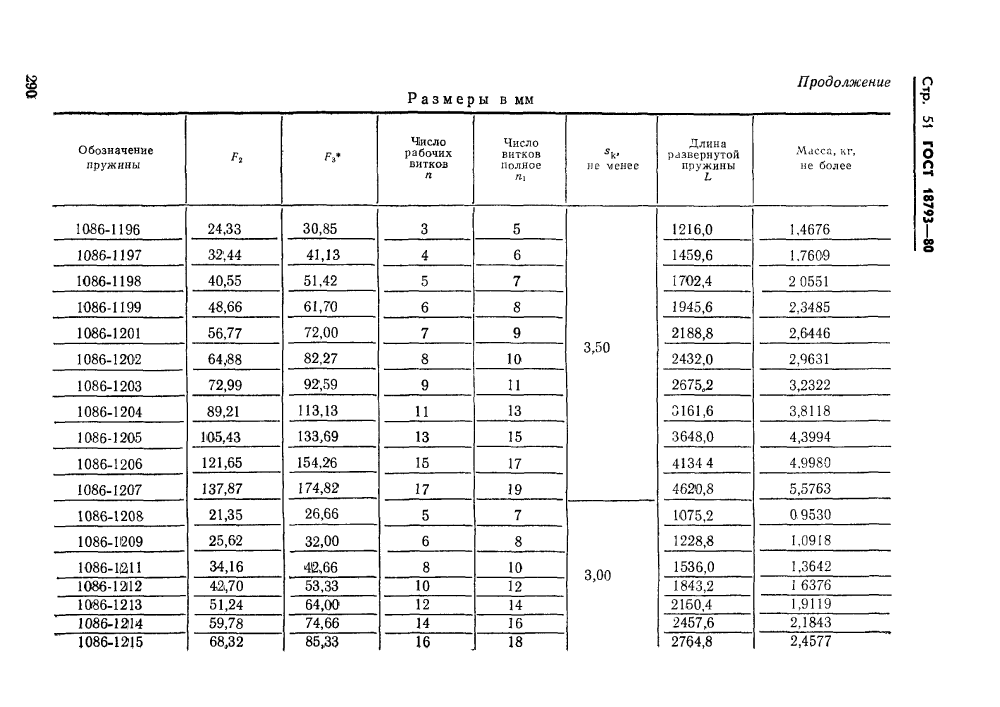 290
Стр. 51 ГОСТ 18793—80
Продолжение
Размеры в мм
Обозначение пружины | F2 | F3* | Число рабочих витков n | Число витков полное n1 | sк, не менее | Длина развернутой пружины L | Масса, кг, не более
1086-1196 24,33 30,85 3 5 1216,0 1,4676
1086-1197 32,44 41,13 4 6 1459,6 1,7609
1086-1198 40,55 51,42 5 7 1702,4 2 0551
1086-1199 48,66 61,70 6 8 1945,6 2,3485
1086-1201 56,77 72,00 7 9 2188,8 2,6446
3,50
1086-1202 64,88 82,27 8 10 2432,0 2,9631
1086-1203 72,99 92,59 9 11 2675,2 3,2322
1086-1204 89,21 113,13 11 13 3161,6 3,8118
1086-1205 105,43 133,69 13 15 3648,0 4,3994
1086-1206 121,65 154,26 15 17 4134 4 4,9980
1086-1207 137,87 174,82 17 19 4620,8 5,5763
1086-1208 21,35 26,66 5 7 1075,2 0 9530
1086-1209 25,62 32,00 6 8 1228,8 1,0918
1086-1211 34,16 42,66 8 10 1536,0 1,3642
3,00
1086-1212 42,70 53,33 10 12 1843,2 1 6376
1086-1213 51,24 64,00 12 14 2150,4 1,9119
1086-1214 59,78 74,66 14 16 2457,6 2,1843
1086-1215 68,32 85,33 16 18 2764,8 2,4577